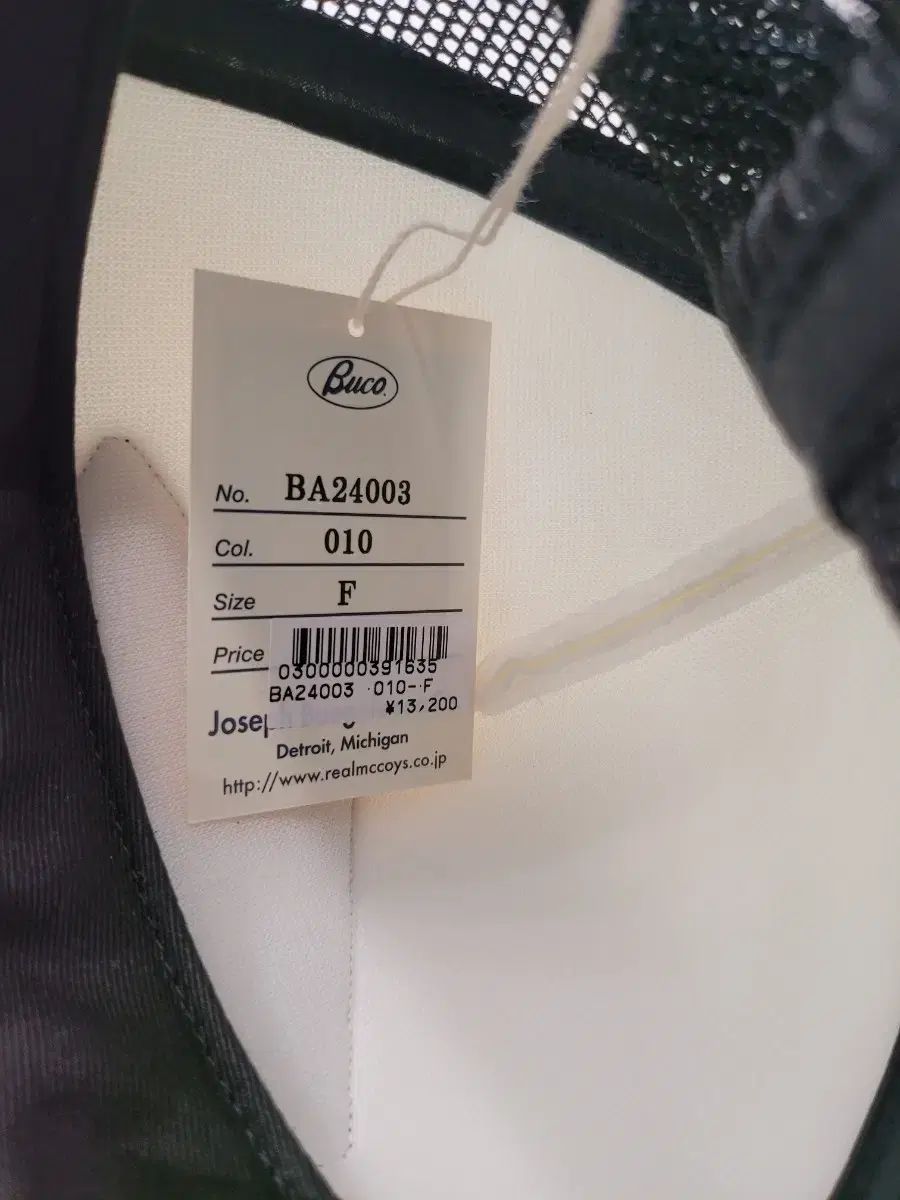 Buco.
No. BA24003
Col. 010
Size F
Price
0300000391635
BA24003 010-F
¥13,200
Detroit, Michigan
http://www.realmccoys.co.jp